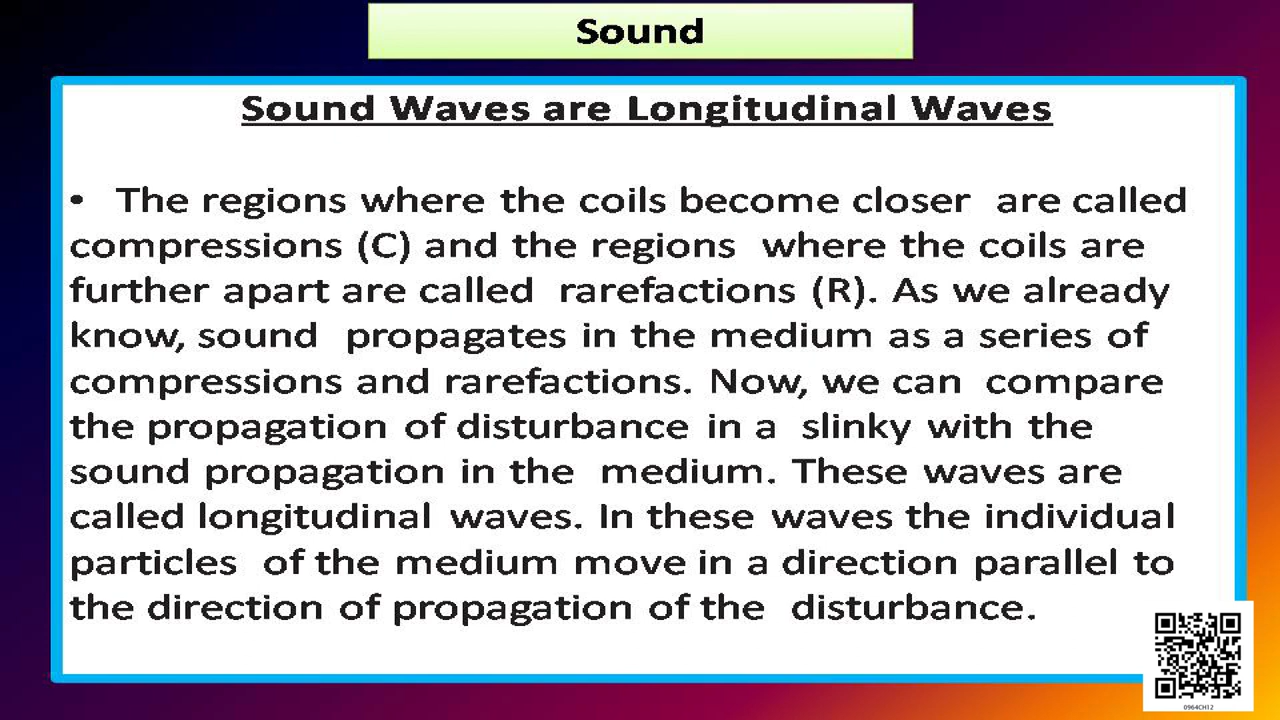 Sound
Sound Waves are Longitudinal Waves
• The regions where the coils become closer are called
compressions (C) and the regions where the coils are
further apart are called rarefactions (R). As we already
know, sound propagates in the medium as a series of
compressions and rarefactions. Now, we can compare
the propagation of disturbance in a slinky with the
sound propagation in the medium. These waves are
called longitudinal waves. In these waves the individual
particles of the medium move in a direction parallel to
the direction of propagation of the disturbance.
0964CH12